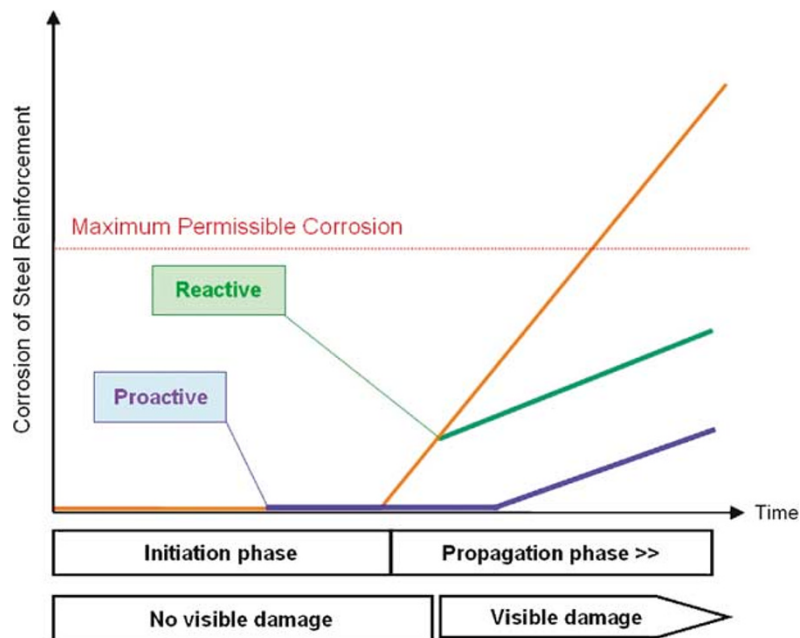 Corrosion of Steel Reinforcement
Maximum Permissible Corrosion
Reactive
Proactive
Time
Initiation phase
Propagation phase >>
No visible damage
Visible damage